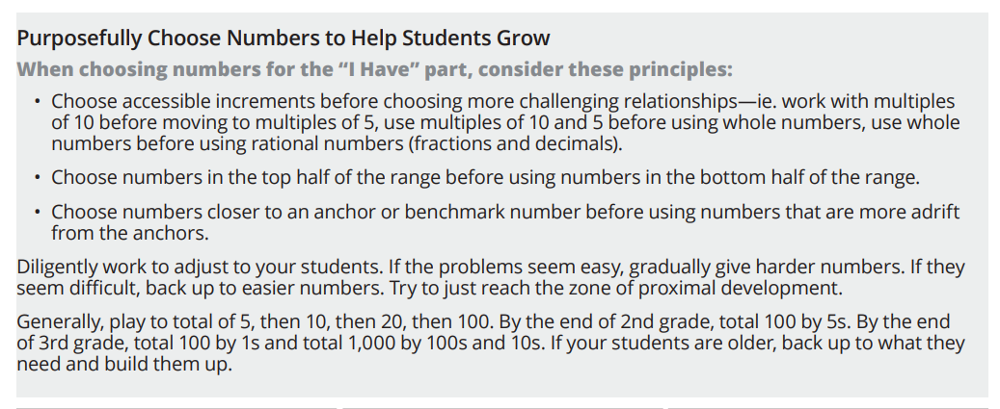 Purposefully Choose Numbers to Help Students Grow
When choosing numbers for the “I Have” part, consider these principles:
• Choose accessible increments before choosing more challenging relationships—ie. work with multiples
of 10 before moving to multiples of 5, use multiples of 10 and 5 before using whole numbers, use whole
numbers before using rational numbers (fractions and decimals).
• Choose numbers in the top half of the range before using numbers in the bottom half of the range.
• Choose numbers closer to an anchor or benchmark number before using numbers that are more adrift
from the anchors.
Diligently work to adjust to your students. If the problems seem easy, gradually give harder numbers. If they
seem difficult, back up to easier numbers. Try to just reach the zone of proximal development.
Generally, play to total of 5, then 10, then 20, then 100. By the end of 2nd grade, total 100 by 5s. By the end
of 3rd grade, total 100 by 1s and total 1,000 by 100s and 10s. If your students are older, back up to what they
need and build them up.